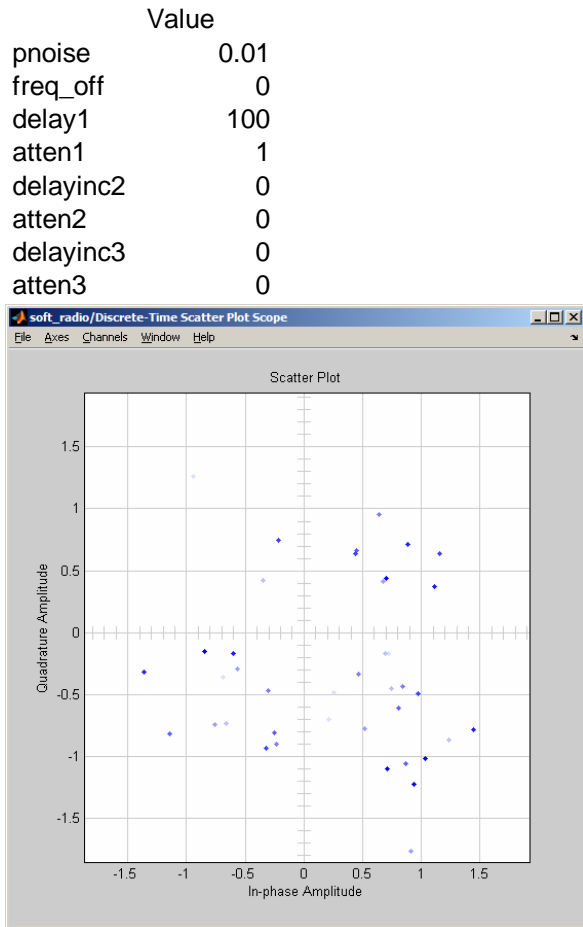 Value
pnoise 0.01
freq_off 0
delay1 100
atten1 1
delayinc2 0
atten2 0
delayinc3 0
atten3 0
soft_radio/Discrete-Time Scatter Plot Scope
File Axes Channels Window Help
Scatter Plot
1.5
1
0.5
0
-0.5
-1
-1.5
Quadrature Amplitude
-1.5 -1 -0.5 0 0.5 1 1.5
In-phase Amplitude